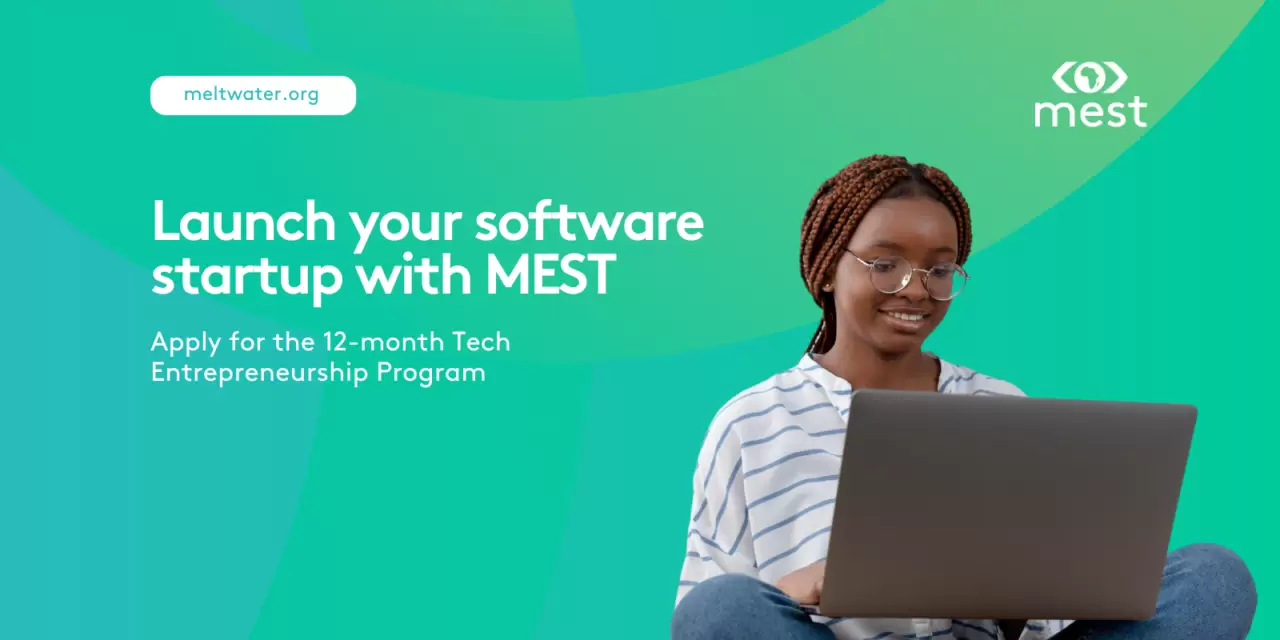 meltwater.org
mest
Launch your software
startup with MEST
Apply for the 12-month Tech
Entrepreneurship Program